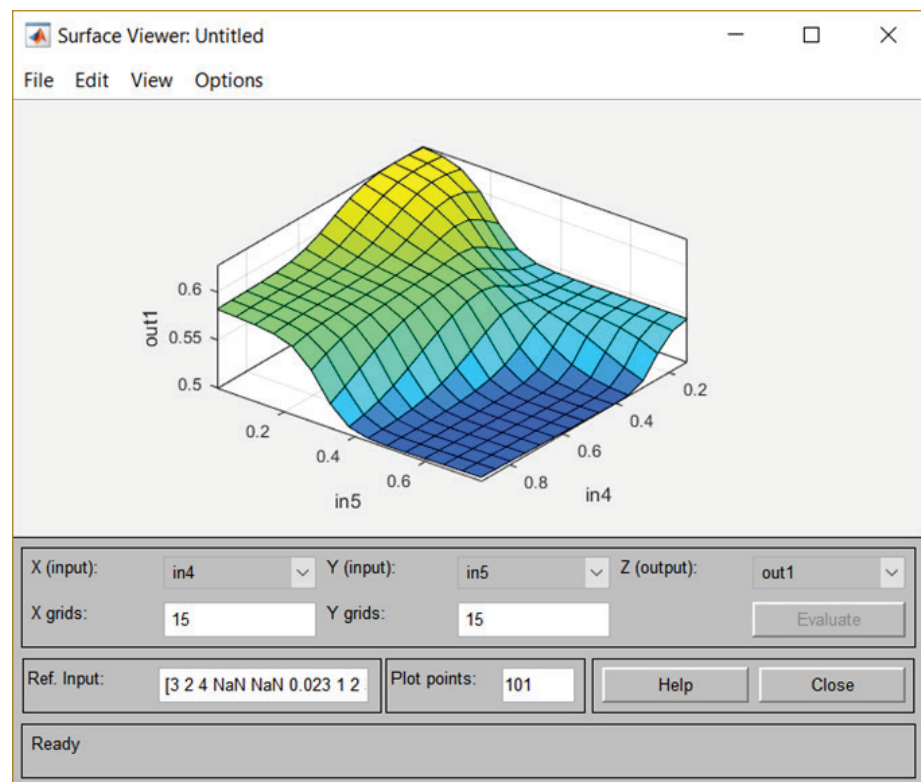 Surface Viewer: Untitled
File Edit View Options
0.6
0.55
0.5
out1
0.2
0.4
0.6
in5
0.8
0.6
0.4
0.2
in4
X (input): in4 Y (input): in5 Z (output): out1
X grids: 15 Y grids: 15 Evaluate
Ref. Input: [3 2 4 NaN NaN 0.023 1 2 Plot points: 101 Help Close
Ready